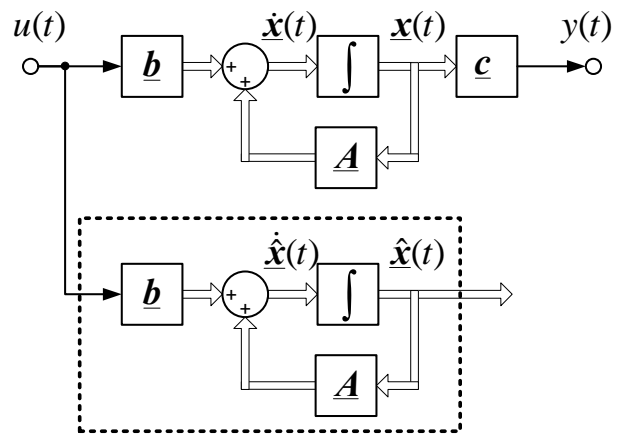 u(t) ẋ(t) x(t) y(t)
b + + ∫ c
A
x̂̇(t) x̂(t)
b + + ∫
A